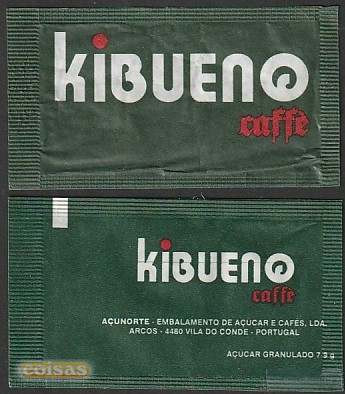 KiBUENO
caffè
KiBUENO
caffè
AÇUNORTE - EMBALAMENTO DE AÇUCAR E CAFÉS, LDA.
ARCOS - 4480 VILA DO CONDE - PORTUGAL
AÇUCAR GRANULADO 7/9 g
coisas